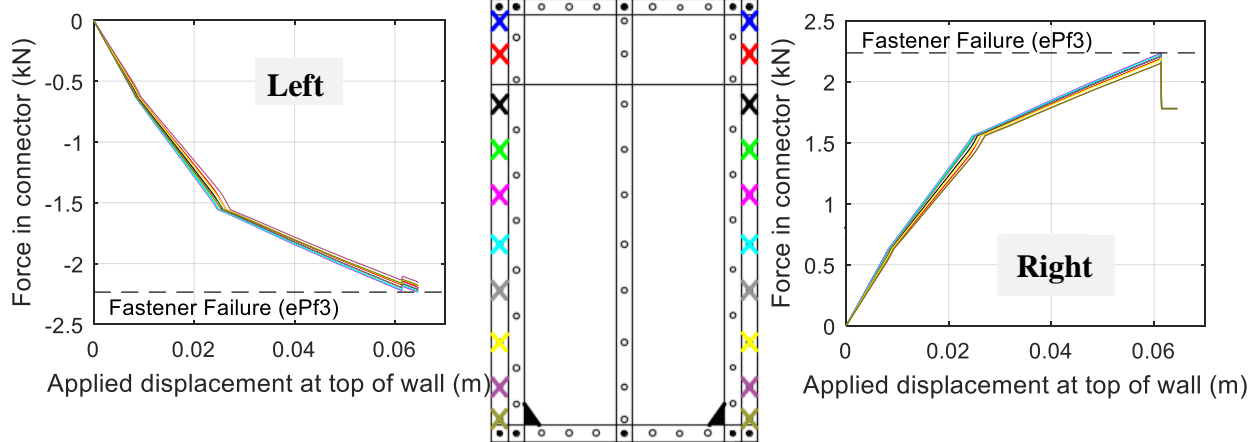 0
-0.5
-1
-1.5
-2
-2.5
0
0.02
0.04
0.06
Force in connector (kN)
Applied displacement at top of wall (m)
Left
Fastener Failure (ePf3)
2.5
2
1.5
1
0.5
0
0
0.02
0.04
0.06
Force in connector (kN)
Applied displacement at top of wall (m)
Fastener Failure (ePf3)
Right